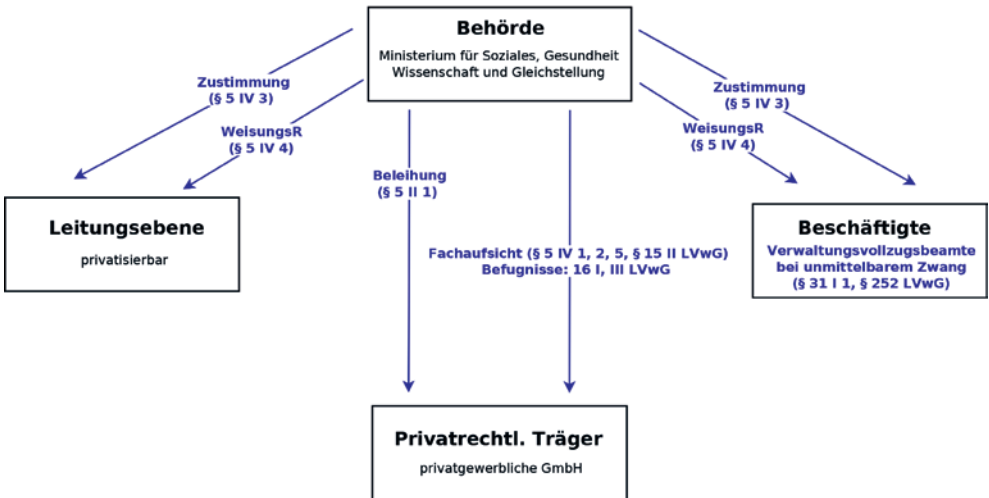 Behörde
Ministerium für Soziales, Gesundheit
Wissenschaft und Gleichstellung
Zustimmung
(§ 5 IV 3)
WeisungsR
(§ 5 IV 4)
Beleihung
(§ 5 II 1)
Zustimmung
(§ 5 IV 3)
WeisungsR
(§ 5 IV 4)
Leitungsebene
privatisierbar
Fachaufsicht (§ 5 IV 1, 2, 5, § 15 II LVwG)
Befugnisse: 16 I, III LVwG
Beschäftigte
Verwaltungsvollzugsbeamte
bei unmittelbarem Zwang
(§ 31 I 1, § 252 LVwG)
Privatrechtl. Träger
privatgewerbliche GmbH